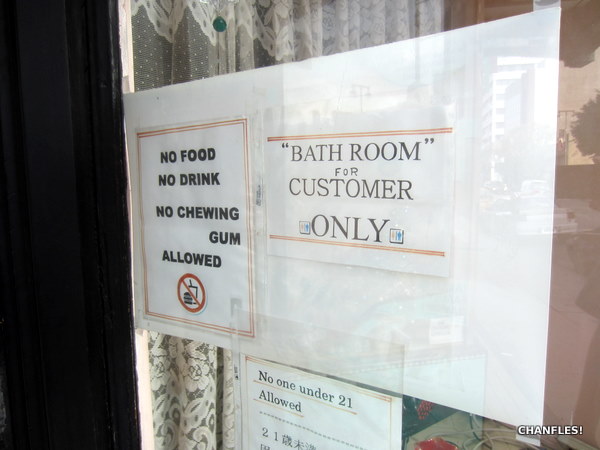 NO FOOD
NO DRINK
NO CHEWING
GUM
ALLOWED
“BATH ROOM”
FOR
CUSTOMER
ONLY
No one under 21
Allowed
21歳未満
CHANFLES!